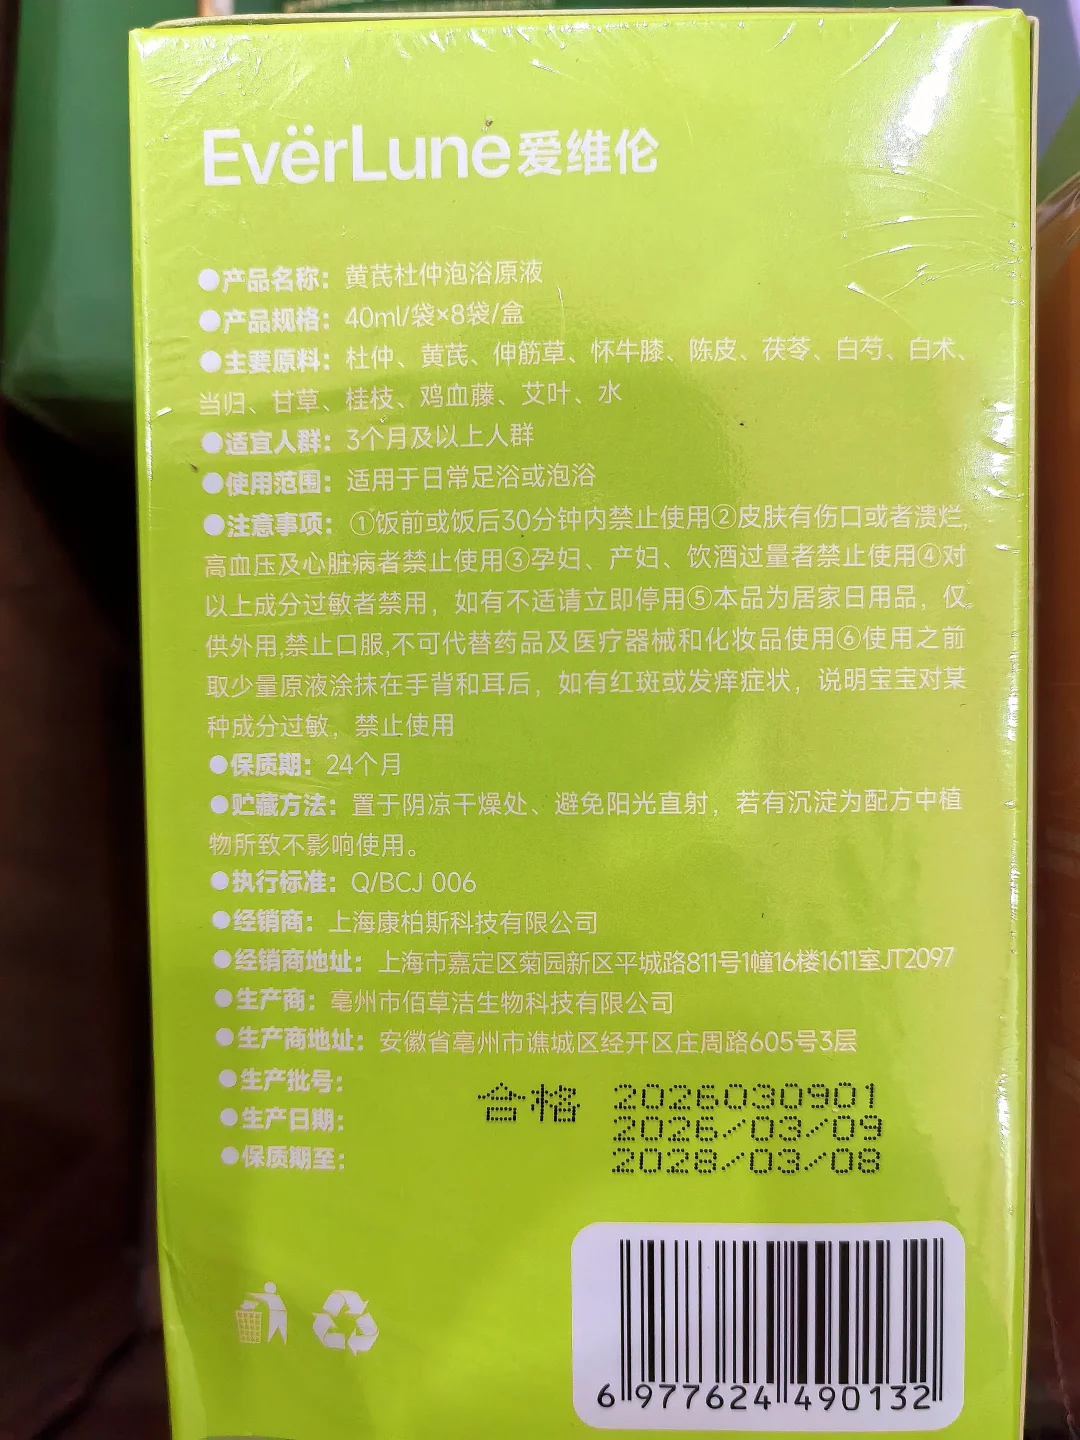 EvërLune爱维伦
●产品名称：黄芪杜仲泡浴原液
●产品规格：40ml/袋×8袋/盒
●主要原料：杜仲、黄芪、伸筋草、怀牛膝、陈皮、茯苓、白芍、白术、
当归、甘草、桂枝、鸡血藤、艾叶、水
●适宜人群：3个月及以上人群
●使用范围：适用于日常足浴或泡浴
●注意事项：①饭前或饭后30分钟内禁止使用②皮肤有伤口或者溃烂,
高血压及心脏病者禁止使用③孕妇、产妇、饮酒过量者禁止使用④对
以上成分过敏者禁用，如有不适请立即停用⑤本品为居家日用品，仅
供外用,禁止口服,不可代替药品及医疗器械和化妆品使用⑥使用之前
取少量原液涂抹在手背和耳后，如有红斑或发痒症状，说明宝宝对某
种成分过敏，禁止使用
●保质期：24个月
●贮藏方法：置于阴凉干燥处、避免阳光直射，若有沉淀为配方中植
物所致不影响使用。
●执行标准：Q/BCJ 006
●经销商：上海康柏斯科技有限公司
●经销商地址：上海市嘉定区菊园新区平城路811号1幢16楼1611室JT2097
●生产商：亳州市佰草洁生物科技有限公司
●生产商地址：安徽省亳州市谯城区经开区庄周路605号3层
●生产批号： 合格 2026030901
●生产日期： 2026/03/09
●保质期至： 2028/03/08
6 977624 490132